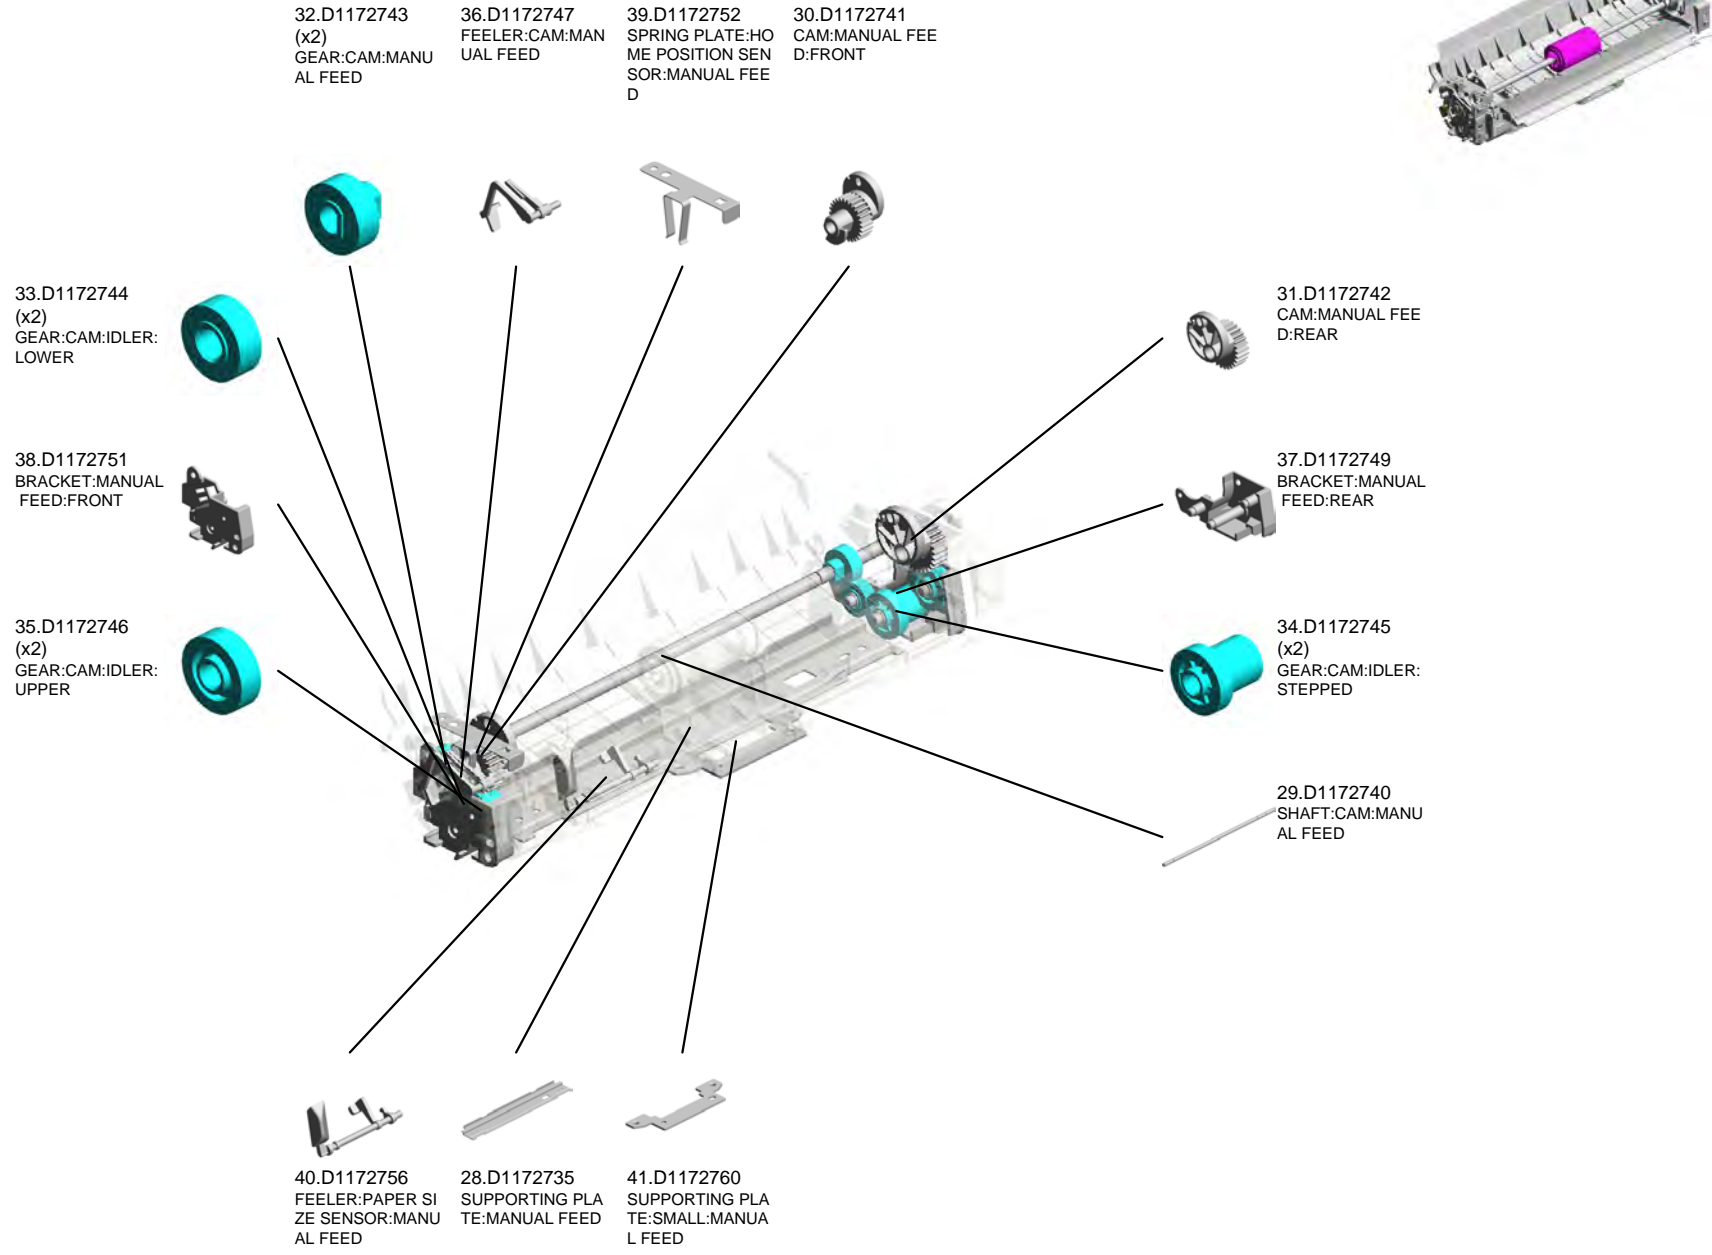 32.D1172743
(x2)
GEAR:CAM:MANU
AL FEED
36.D1172747
FEELER:CAM:MAN
UAL FEED
39.D1172752
SPRING PLATE:HO
ME POSITION SEN
SOR:MANUAL FEE
D
30.D1172741
CAM:MANUAL FEE
D:FRONT
33.D1172744
(x2)
GEAR:CAM:IDLER:
LOWER
31.D1172742
CAM:MANUAL FEE
D:REAR
38.D1172751
BRACKET:MANUAL
FEED:FRONT
37.D1172749
BRACKET:MANUAL
FEED:REAR
35.D1172746
(x2)
GEAR:CAM:IDLER:
UPPER
34.D1172745
(x2)
GEAR:CAM:IDLER:
STEPPED
29.D1172740
SHAFT:CAM:MANU
AL FEED
40.D1172756
FEELER:PAPER SI
ZE SENSOR:MANU
AL FEED
28.D1172735
SUPPORTING PLA
TE:MANUAL FEED
41.D1172760
SUPPORTING PLA
TE:SMALL:MANUA
L FEED